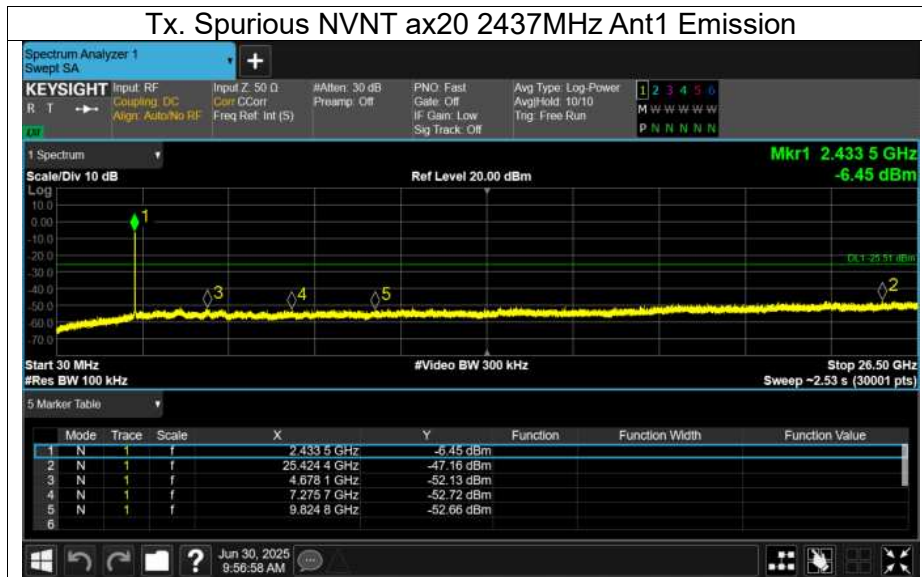 Tx. Spurious NVNT ax20 2437MHz Ant1 Emission
Spectrum Analyzer 1
Swept SA
+
KEYSIGHT Input: RF Input Z: 50 Ω #Atten: 30 dB PNO: Fast Avg Type: Log-Power 1 2 3 4 5 6
R T Coupling: DC Corr CCorr Preamp: Off Gate: Off Avg|Hold: 10/10 M W W W W W
Align: Auto/No RF Freq Ref: Int (S) IF Gain: Low Trig: Free Run
Sig Track: Off P N N N N N
1 Spectrum Mkr1 2.433 5 GHz
Scale/Div 10 dB Ref Level 20.00 dBm -6.45 dBm
Log
10.0
0.00
-10.0
-20.0
-30.0
-40.0
-50.0
-60.0
-70.0
1
DL1 -25.51 dBm
3
4
5
2
Start 30 MHz #Video BW 300 kHz Stop 26.50 GHz
#Res BW 100 kHz Sweep ~2.53 s (30001 pts)
5 Marker Table
Mode Trace Scale X Y Function Function Width Function Value
1 N 1 f 2.433 5 GHz -6.45 dBm
2 N 1 f 25.424 4 GHz -47.16 dBm
3 N 1 f 4.678 1 GHz -52.13 dBm
4 N 1 f 7.275 7 GHz -52.72 dBm
5 N 1 f 9.824 8 GHz -52.66 dBm
6
? Jun 30, 2025
9:56:58 AM